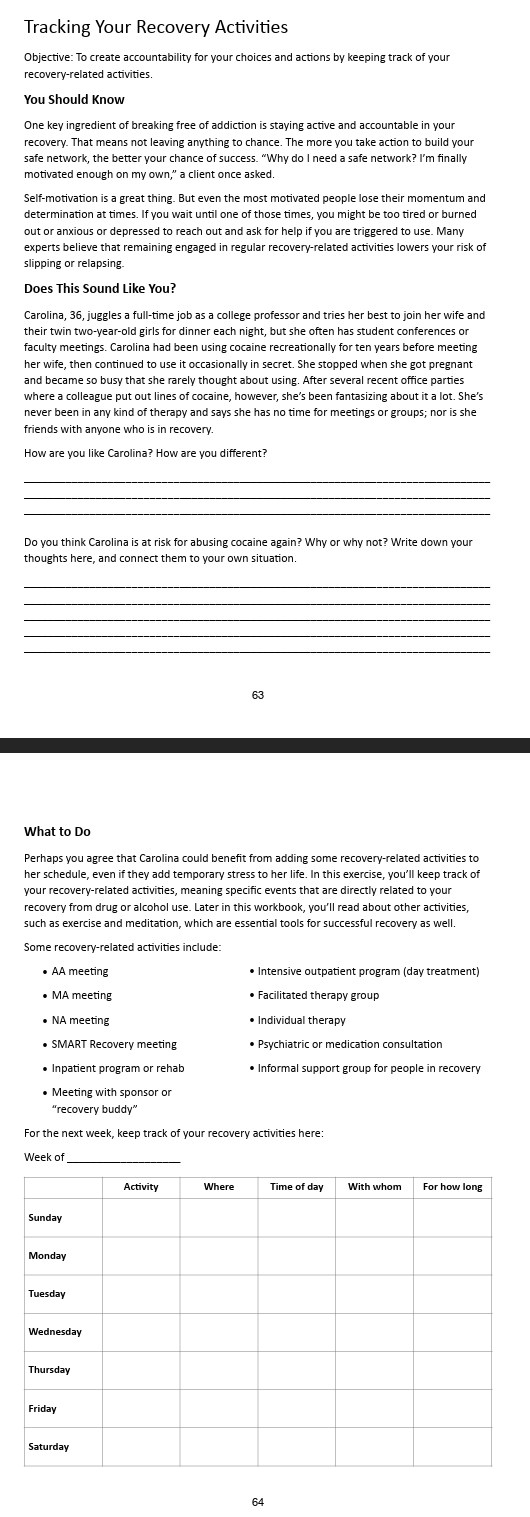 Tracking Your Recovery Activities
Objective: To create accountability for your choices and actions by keeping track of your
recovery-related activities.
You Should Know
One key ingredient of breaking free of addiction is staying active and accountable in your
recovery. That means not leaving anything to chance. The more you take action to build your
safe network, the better your chance of success. “Why do I need a safe network? I’m finally
motivated enough on my own,” a client once asked.
Self-motivation is a great thing. But even the most motivated people lose their momentum and
determination at times. If you wait until one of those times, you might be too tired or burned
out or anxious or depressed to reach out and ask for help if you are triggered to use. Many
experts believe that remaining engaged in regular recovery-related activities lowers your risk of
slipping or relapsing.
Does This Sound Like You?
Carolina, 36, juggles a full-time job as a college professor and tries her best to join her wife and
their twin two-year-old girls for dinner each night, but she often has student conferences or
faculty meetings. Carolina had been using cocaine recreationally for ten years before meeting
her wife, then continued to use it occasionally in secret. She stopped when she got pregnant
and became so busy that she rarely thought about using. After several recent office parties
where a colleague put out lines of cocaine, however, she’s been fantasizing about it a lot. She’s
never been in any kind of therapy and says she has no time for meetings or groups; nor is she
friends with anyone who is in recovery.
How are you like Carolina? How are you different?
Do you think Carolina is at risk for abusing cocaine again? Why or why not? Write down your
thoughts here, and connect them to your own situation.
63
What to Do
Perhaps you agree that Carolina could benefit from adding some recovery-related activities to
her schedule, even if they add temporary stress to her life. In this exercise, you’ll keep track of
your recovery-related activities, meaning specific events that are directly related to your
recovery from drug or alcohol use. Later in this workbook, you’ll read about other activities,
such as exercise and meditation, which are essential tools for successful recovery as well.
Some recovery-related activities include:
• AA meeting
• MA meeting
• NA meeting
• SMART Recovery meeting
• Inpatient program or rehab
• Meeting with sponsor or
“recovery buddy”
• Intensive outpatient program (day treatment)
• Facilitated therapy group
• Individual therapy
• Psychiatric or medication consultation
• Informal support group for people in recovery
For the next week, keep track of your recovery activities here:
Week of ___________________
Activity Where Time of day With whom For how long
Sunday
Monday
Tuesday
Wednesday
Thursday
Friday
Saturday
64